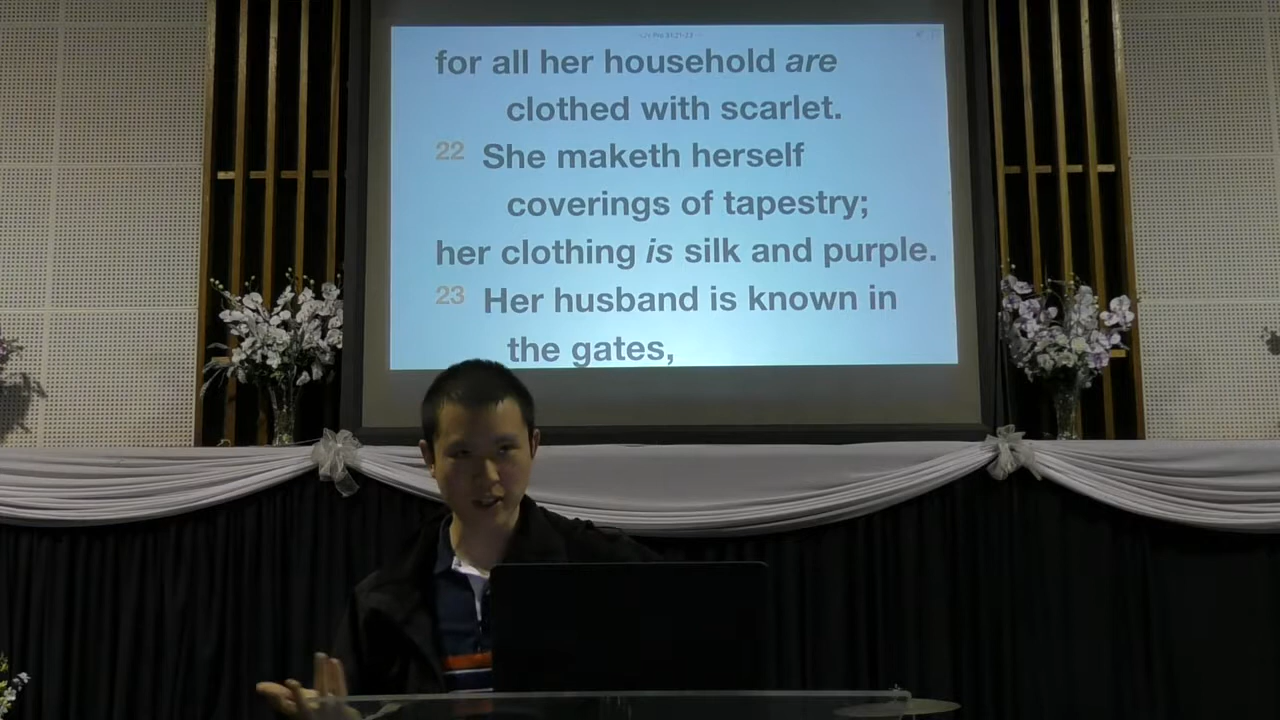 for all her household are
clothed with scarlet.
22 She maketh herself
coverings of tapestry;
her clothing is silk and purple.
23 Her husband is known in
the gates,